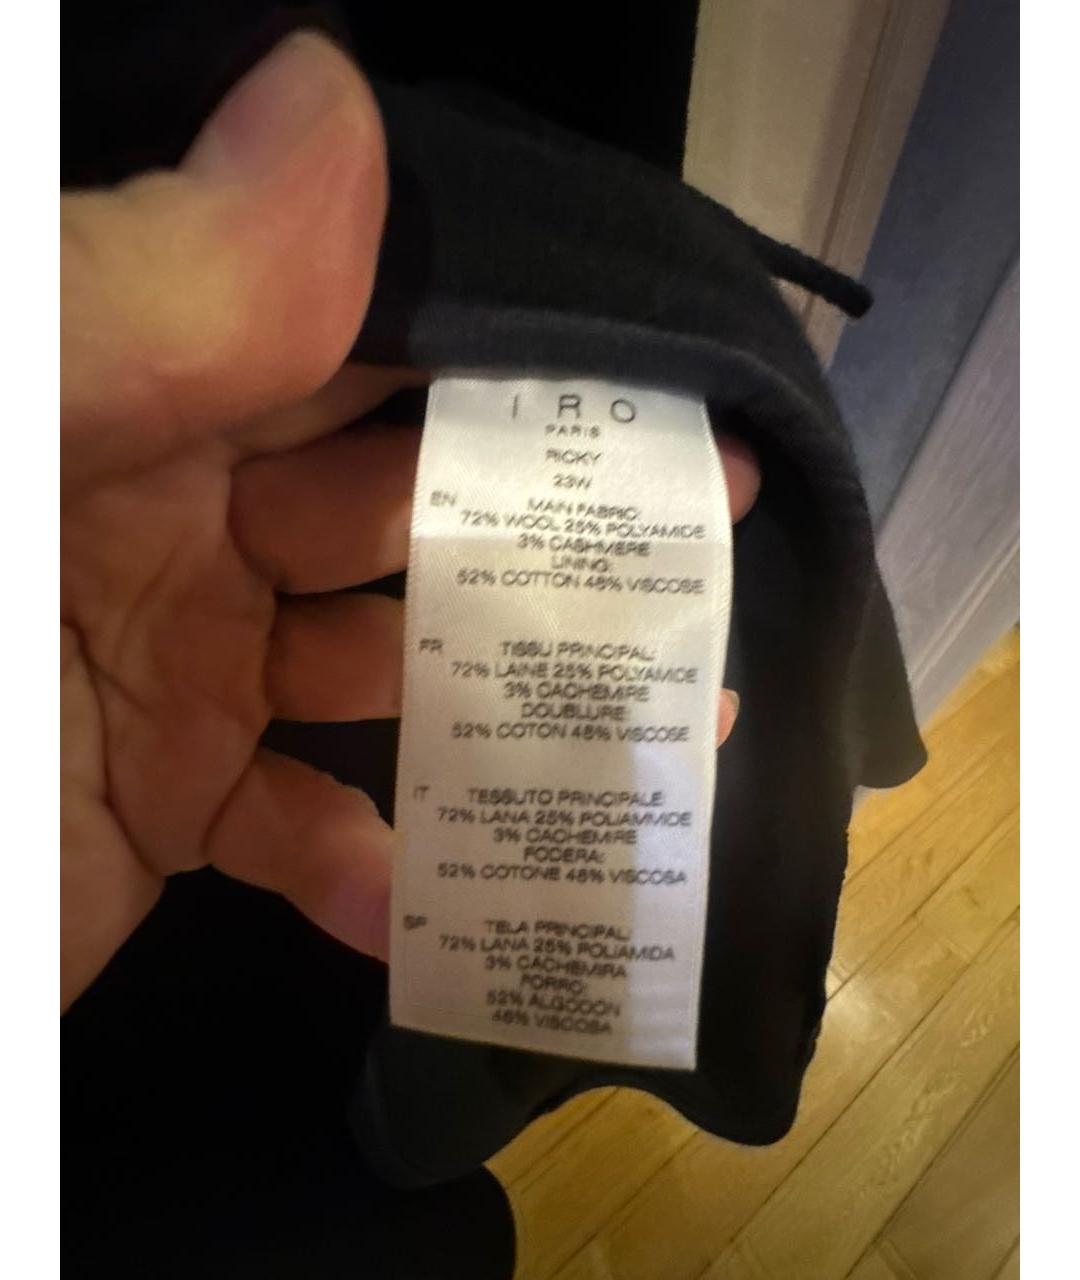 IRO
PARIS
RICKY
23W
EN
MAIN FABRIC:
72% WOOL 25% POLYAMIDE
3% CASHMERE
LINING:
52% COTTON 48% VISCOSE
FR
TISSU PRINCIPAL:
72% LAINE 25% POLYAMIDE
3% CACHEMIRE
DOUBLURE:
52% COTON 48% VISCOSE
IT
TESSUTO PRINCIPALE:
72% LANA 25% POLIAMMIDE
3% CACHEMIRE
FODERA:
52% COTONE 48% VISCOSA
SP
TELA PRINCIPAL:
72% LANA 25% POLIAMIDA
3% CACHEMIRA
FORRO:
52% ALGODON
48% VISCOSA